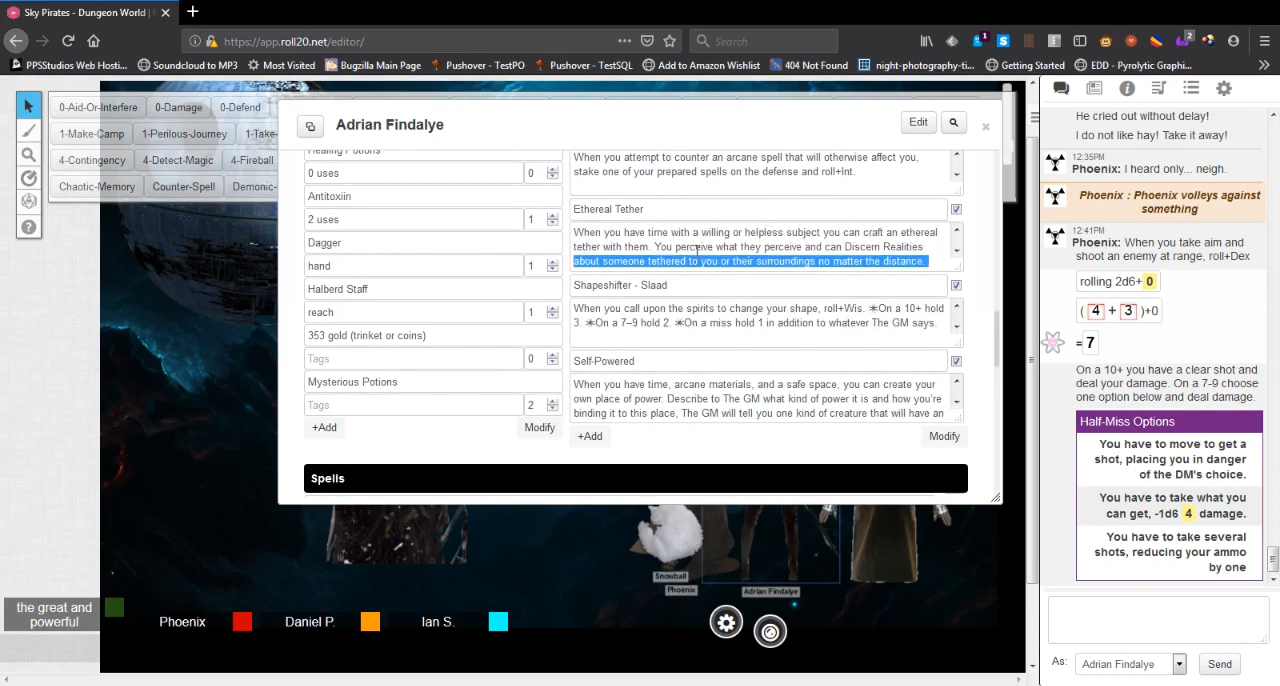 Sky Pirates - Dungeon World |
https://app.roll20.net/editor/
Search
1
2
PPSStudios Web Hosti...
Soundcloud to MP3
Most Visited
Bugzilla Main Page
Pushover - TestPO
Pushover - TestSQL
Add to Amazon Wishlist
404 Not Found
night-photography-ti...
Getting Started
EDD - Pyrolytic Graphi...
0-Aid-Or-Interfere
0-Damage
0-Defend
1-Make-Camp
1-Perilous-Journey
1-Take-
4-Contingency
4-Detect-Magic
4-Fireball
Chaotic-Memory
Counter-Spell
Demonic-
Adrian Findalye
Edit
Healing Potions
0 uses
0
Antitoxiin
2 uses
1
Dagger
hand
1
Halberd Staff
reach
1
353 gold (trinket or coins)
Tags
0
Mysterious Potions
Tags
2
+Add
Modify
When you attempt to counter an arcane spell that will otherwise affect you,
stake one of your prepared spells on the defense and roll+Int.
Ethereal Tether
When you have time with a willing or helpless subject you can craft an ethereal
tether with them. You perceive what they perceive and can Discern Realities
about someone tethered to you or their surroundings no matter the distance.
Shapeshifter - Slaad
When you call upon the spirits to change your shape, roll+Wis. ✴On a 10+ hold
3. ✴On a 7–9 hold 2. ✴On a miss hold 1 in addition to whatever The GM says.
Self-Powered
When you have time, arcane materials, and a safe space, you can create your
own place of power. Describe to The GM what kind of power it is and how you're
binding it to this place, The GM will tell you one kind of creature that will have an
+Add
Modify
Spells
Snowball
Phoenix
Adrian Findalye
the great and
powerful
Phoenix
Daniel P.
Ian S.
He cried out without delay!
I do not like hay! Take it away!
12:35PM
Phoenix: I heard only... neigh.
Phoenix : Phoenix volleys against
something
12:41PM
Phoenix: When you take aim and
shoot an enemy at range, roll+Dex
rolling 2d6+ 0
( 4 + 3 )+0
= 7
On a 10+ you have a clear shot and
deal your damage. On a 7-9 choose
one option below and deal damage.
Half-Miss Options
You have to move to get a
shot, placing you in danger
of the DM's choice.
You have to take what you
can get, -1d6 4 damage.
You have to take several
shots, reducing your ammo
by one
As:
Adrian Findalye
Send